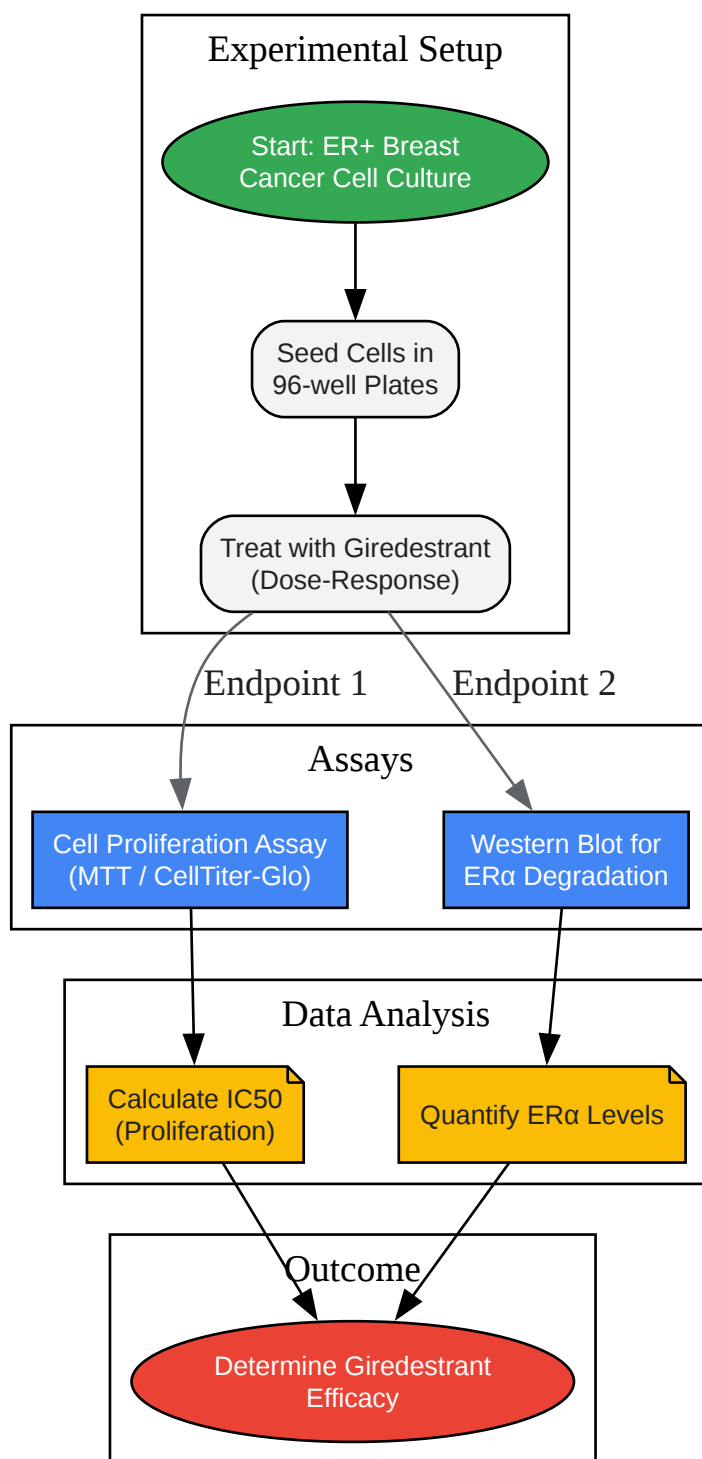 Experimental Setup
Start: ER+ Breast
Cancer Cell Culture
Seed Cells in
96-well Plates
Treat with Giredestrant
(Dose-Response)
Endpoint 1
Endpoint 2
Assays
Cell Proliferation Assay
(MTT / CellTiter-Glo)
Western Blot for
ERα Degradation
Data Analysis
Calculate IC50
(Proliferation)
Quantify ERα Levels
Outcome
Determine Giredestrant
Efficacy